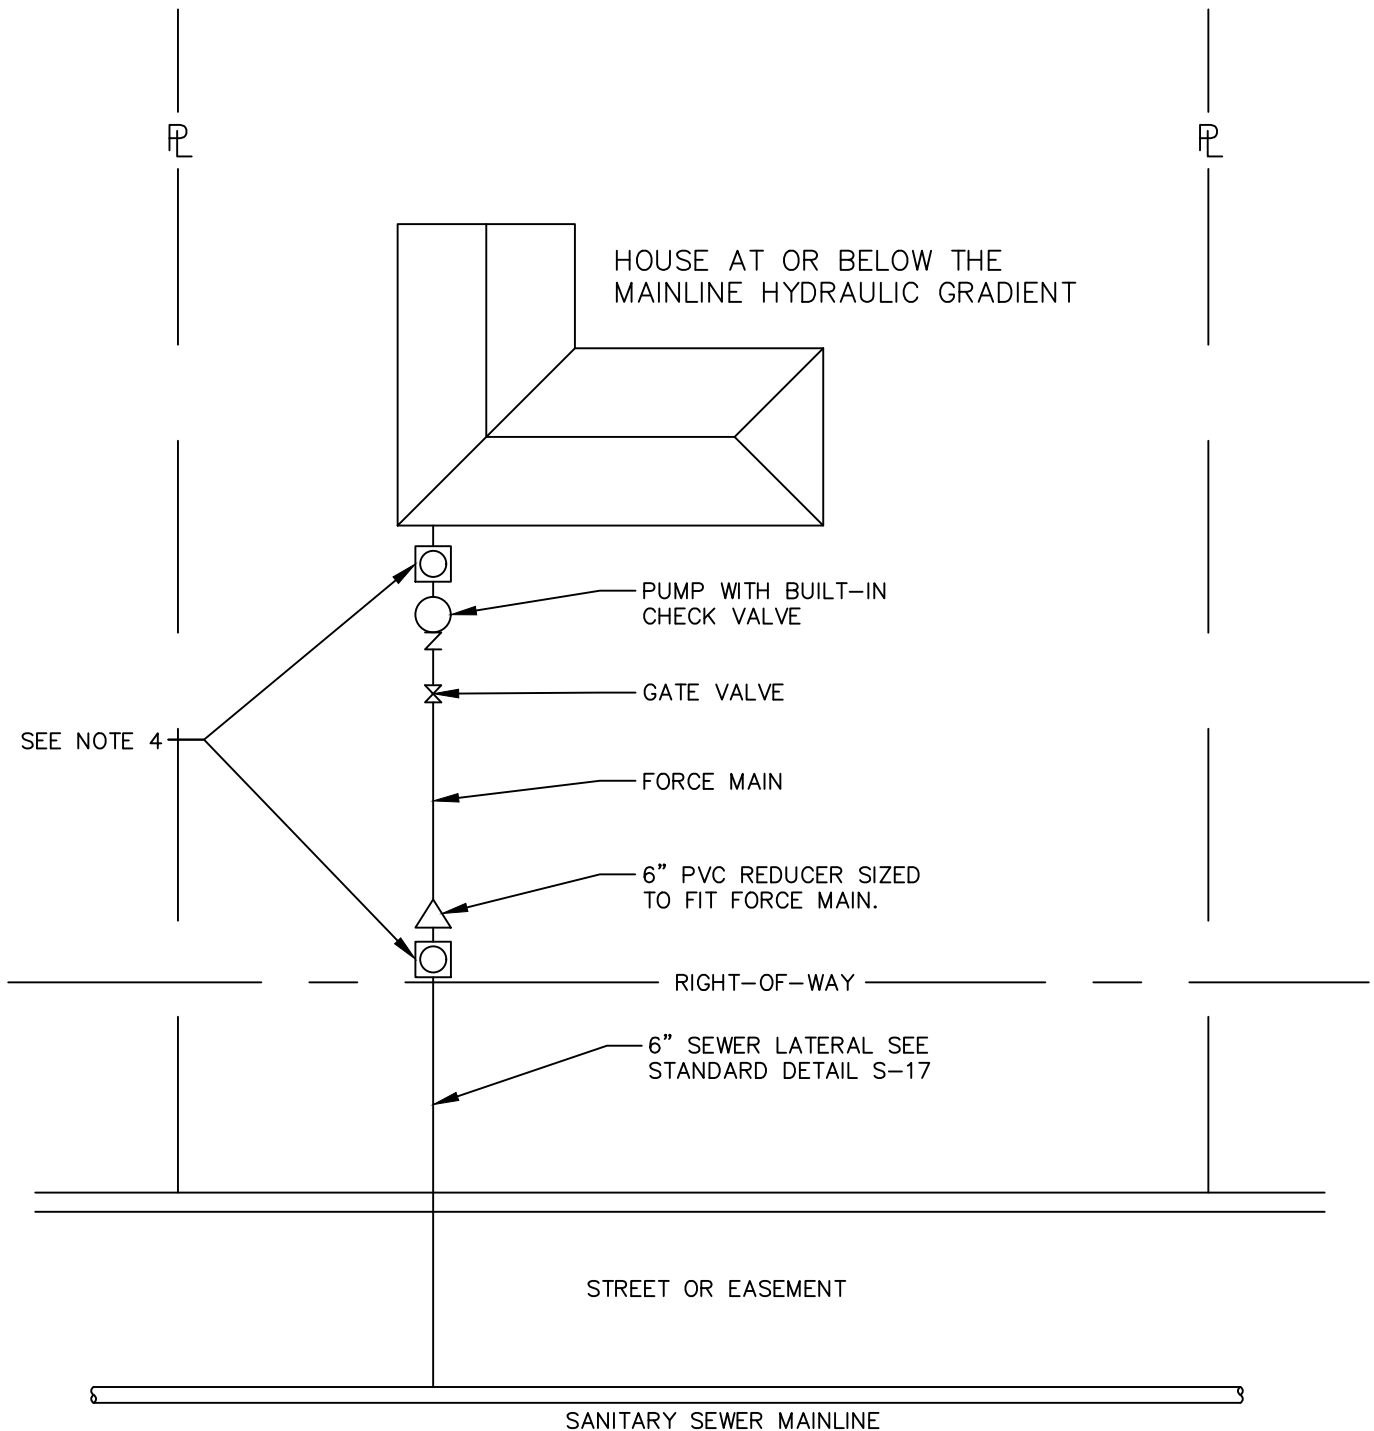 PL
PL
HOUSE AT OR BELOW THE
MAINLINE HYDRAULIC GRADIENT
PUMP WITH BUILT-IN
CHECK VALVE
GATE VALVE
SEE NOTE 4
FORCE MAIN
6" PVC REDUCER SIZED
TO FIT FORCE MAIN.
RIGHT-OF-WAY
6" SEWER LATERAL SEE
STANDARD DETAIL S-17
STREET OR EASEMENT
SANITARY SEWER MAINLINE